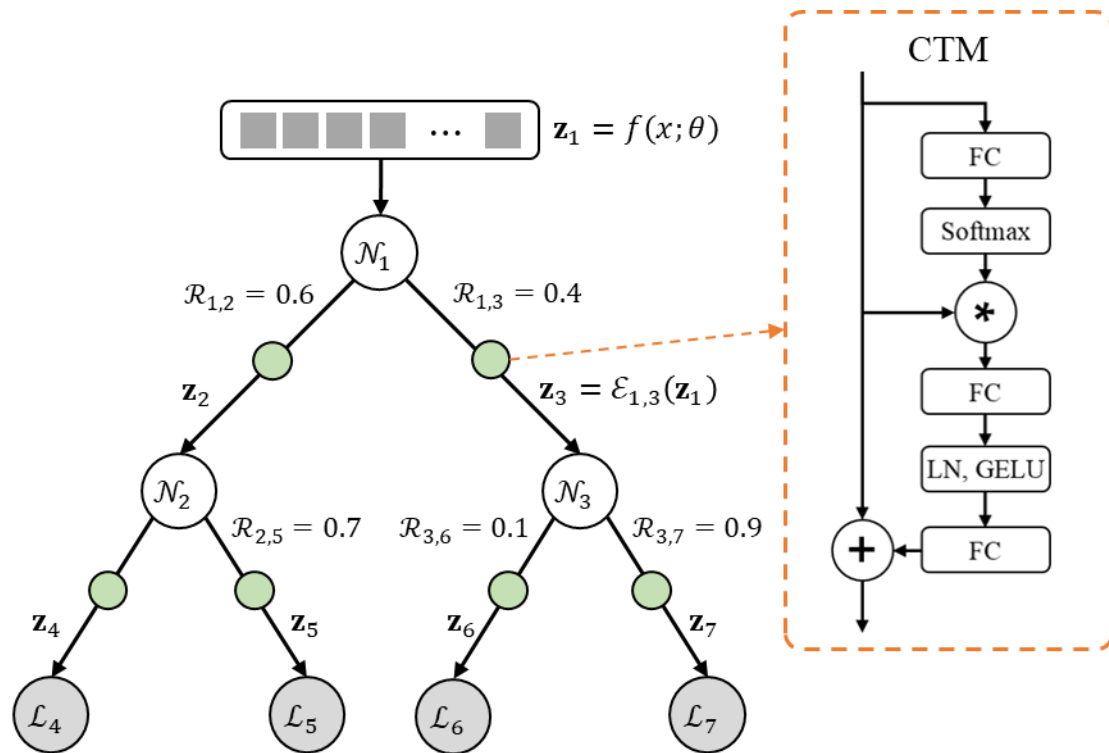 CTM
𝐳₁ = 𝑓(𝑥; 𝜃)
...
FC
Softmax
𝒩₁
ℛ₁,₂ = 0.6
ℛ₁,₃ = 0.4
*
𝐳₂
𝐳₃ = ℰ₁,₃(𝐳₁)
FC
LN, GELU
𝒩₂
𝒩₃
ℛ₂,₅ = 0.7
ℛ₃,₆ = 0.1
ℛ₃,₇ = 0.9
+
FC
𝐳₄
𝐳₅
𝐳₆
𝐳₇
ℒ₄
ℒ₅
ℒ₆
ℒ₇